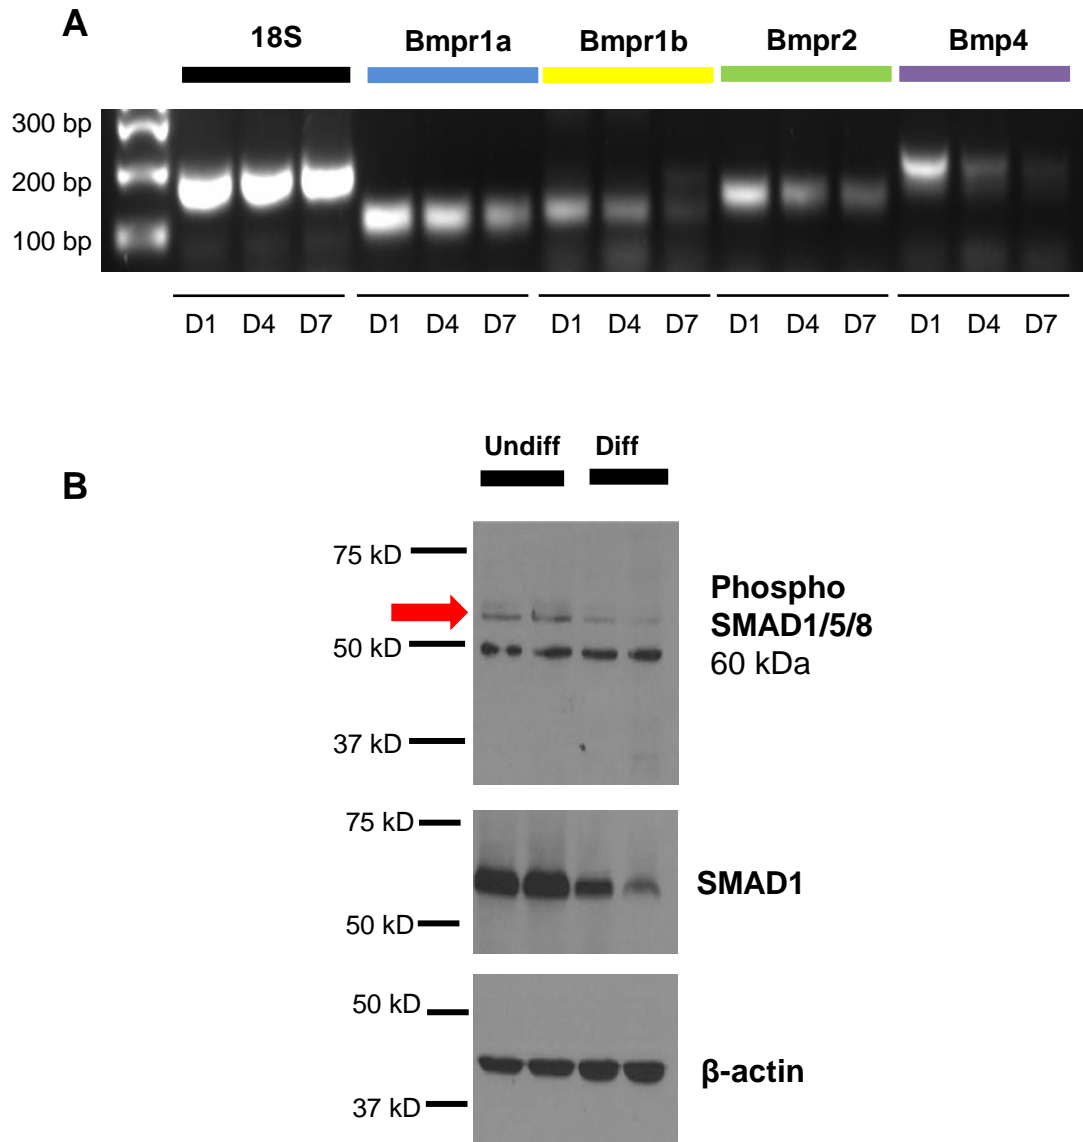 A
18S Bmpr1a Bmpr1b Bmpr2 Bmp4
300 bp
200 bp
100 bp
D1 D4 D7 D1 D4 D7 D1 D4 D7 D1 D4 D7 D1 D4 D7
Undiff Diff
B
75 kD
50 kD
37 kD
Phospho
SMAD1/5/8
60 kDa
75 kD
50 kD
SMAD1
50 kD
37 kD
β-actin